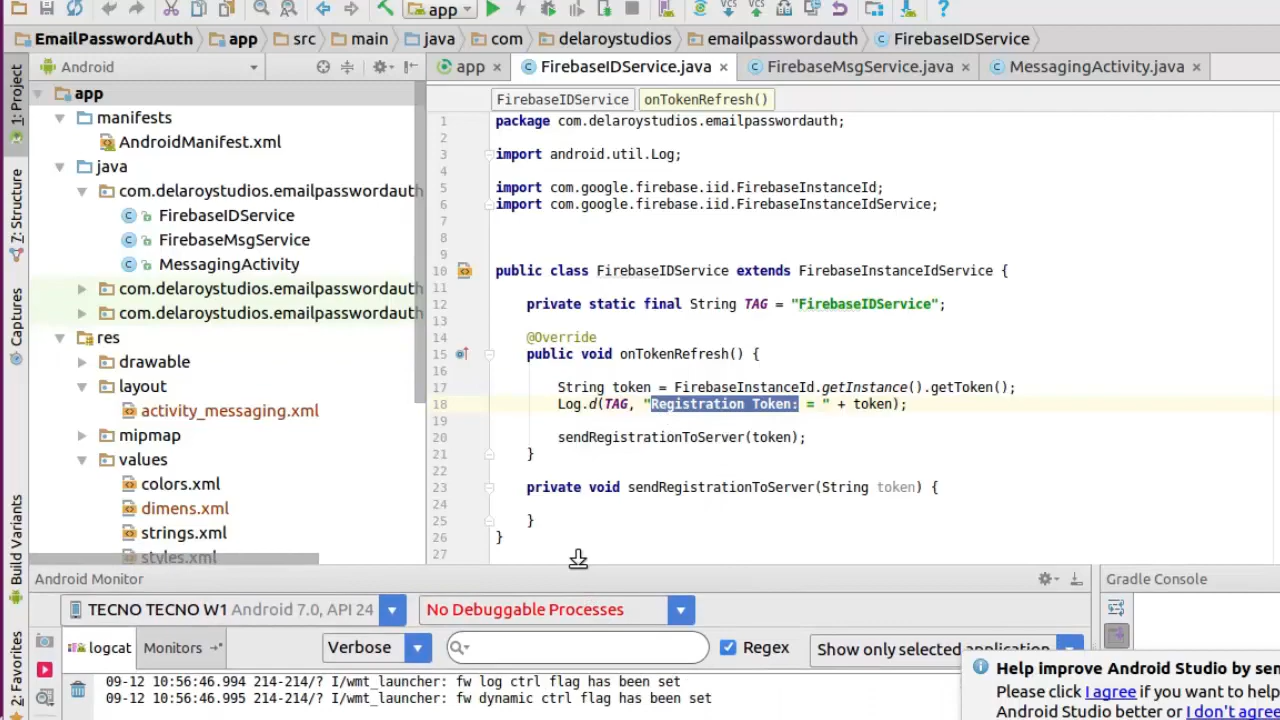 app
EmailPasswordAuth app src main java com delaroystudios emailpasswordauth FirebaseIDService
Android app FirebaseIDService.java FirebaseMsgService.java MessagingActivity.java
1: Project
Z: Structure
Captures
Build Variants
2: Favorites
app
manifests
AndroidManifest.xml
java
com.delaroystudios.emailpasswordauth
FirebaseIDService
FirebaseMsgService
MessagingActivity
com.delaroystudios.emailpasswordauth
com.delaroystudios.emailpasswordauth
res
drawable
layout
activity_messaging.xml
mipmap
values
colors.xml
dimens.xml
strings.xml
styles.xml
FirebaseIDService onTokenRefresh()
1 package com.delaroystudios.emailpasswordauth;
2
3 import android.util.Log;
4
5 import com.google.firebase.iid.FirebaseInstanceId;
6 import com.google.firebase.iid.FirebaseInstanceIdService;
7
8
9
10 public class FirebaseIDService extends FirebaseInstanceIdService {
11
12 private static final String TAG = "FirebaseIDService";
13
14 @Override
15 public void onTokenRefresh() {
16
17 String token = FirebaseInstanceId.getInstance().getToken();
18 Log.d(TAG, "Registration Token: = " + token);
19
20 sendRegistrationToServer(token);
21 }
22
23 private void sendRegistrationToServer(String token) {
24
25 }
26 }
27
Android Monitor
TECNO TECNO W1 Android 7.0, API 24 No Debuggable Processes
logcat Monitors Verbose Regex Show only selected application
09-12 10:56:46.994 214-214/? I/wmt_launcher: fw log ctrl flag has been set
09-12 10:56:46.995 214-214/? I/wmt_launcher: fw dynamic ctrl flag has been set
Gradle Console
Help improve Android Studio by sen
Please click I agree if you want to help
Android Studio better or I don't agree